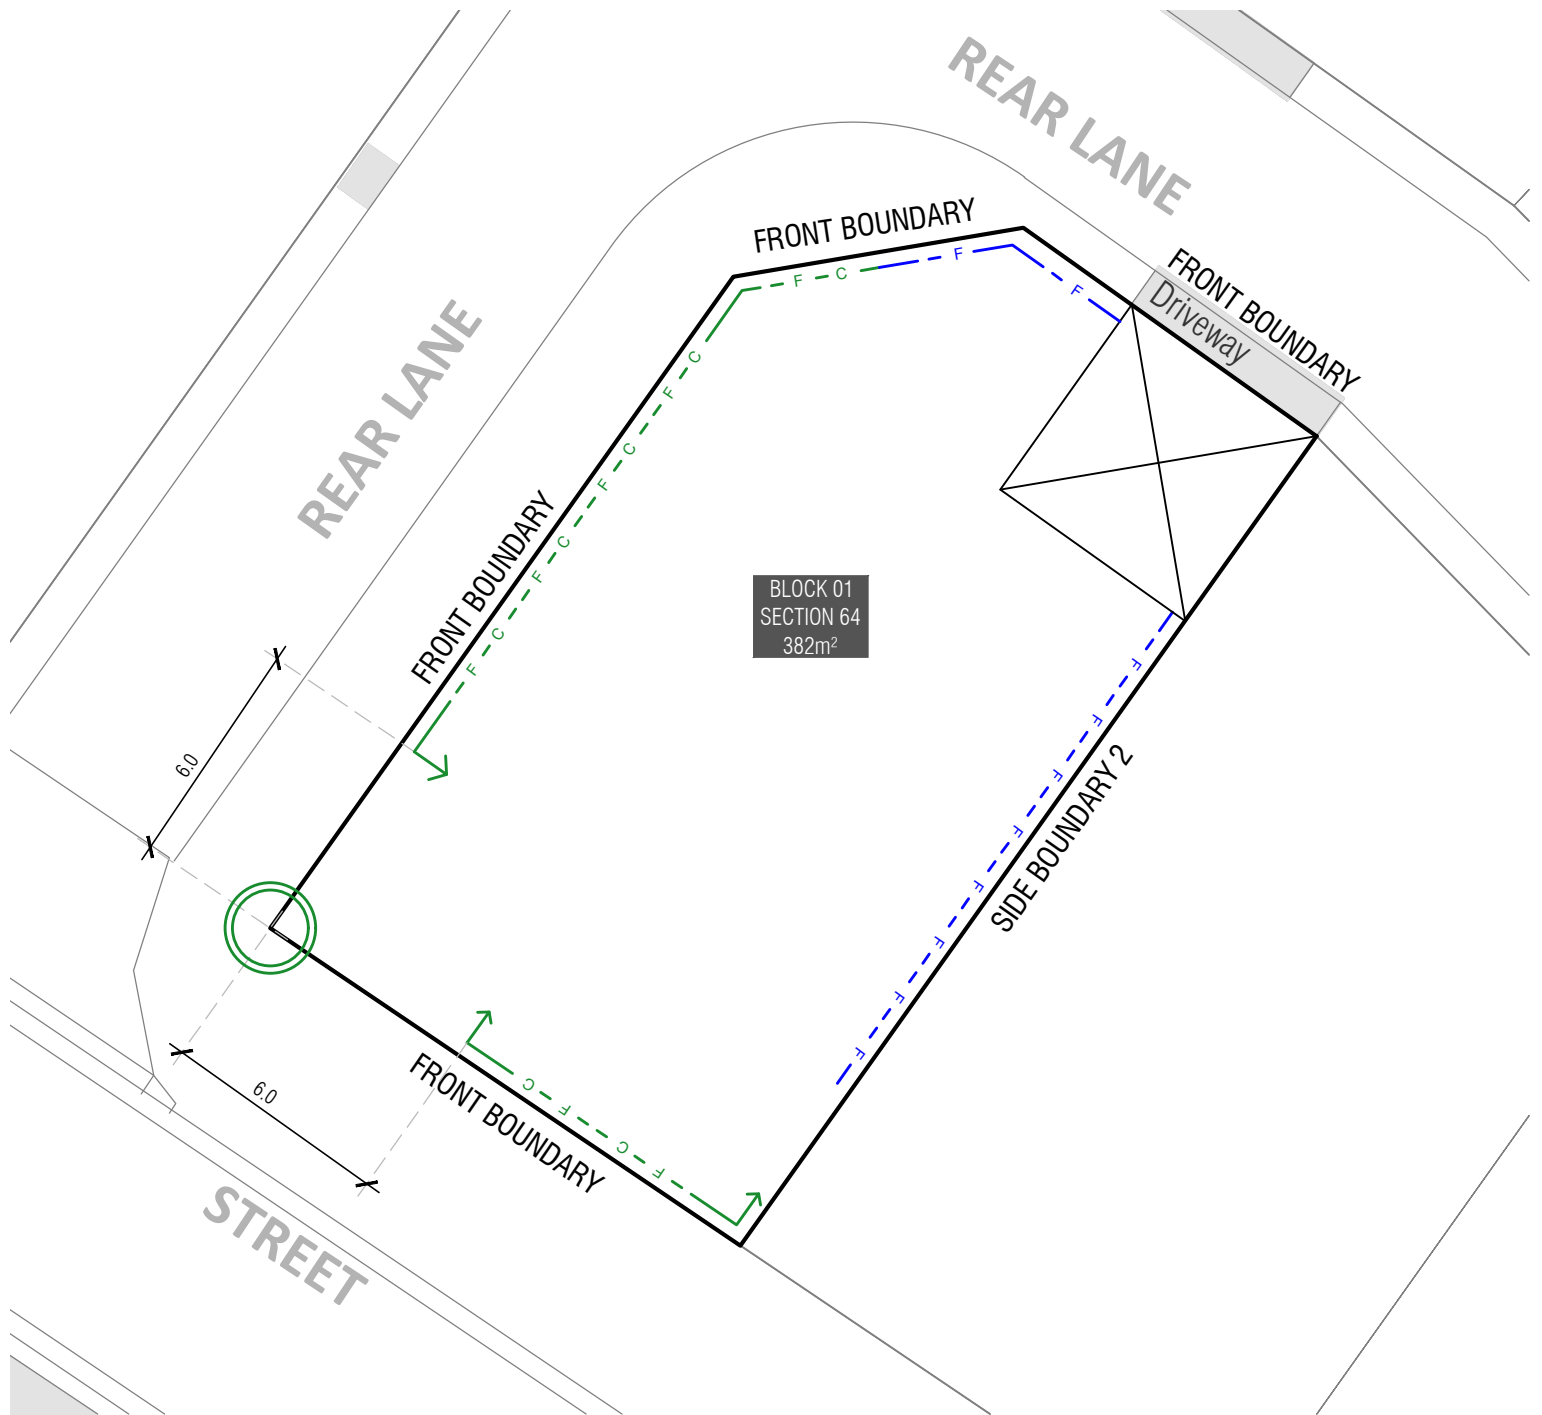 REAR LANE
FRONT BOUNDARY
F C F
F
FRONT BOUNDARY
Driveway
REAR LANE
C
F
C
F
C
F
C
F
FRONT BOUNDARY
BLOCK 01
SECTION 64
382m²
F
F
F
F
F
F
F
F
SIDE BOUNDARY 2
6.0
C
F
C
F
FRONT BOUNDARY
6.0
STREET